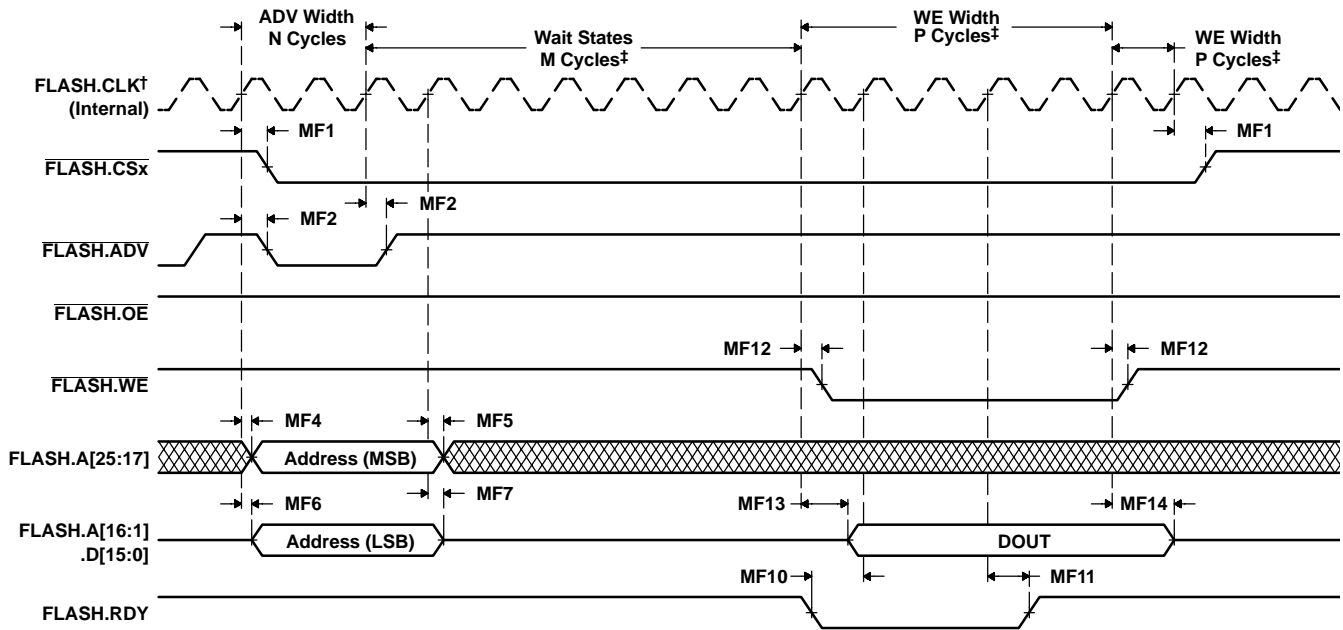 ADV Width
N Cycles
Wait States
M Cycles‡
WE Width
P Cycles‡
WE Width
P Cycles‡
FLASH.CLK†
(Internal)
MF1
MF1
FLASH.CSx
MF2
MF2
FLASH.ADV
FLASH.OE
MF12
MF12
FLASH.WE
MF4
MF5
FLASH.A[25:17]
Address (MSB)
MF6
MF7
MF13
MF14
FLASH.A[16:1]
.D[15:0]
Address (LSB)
DOUT
MF10
MF11
FLASH.RDY